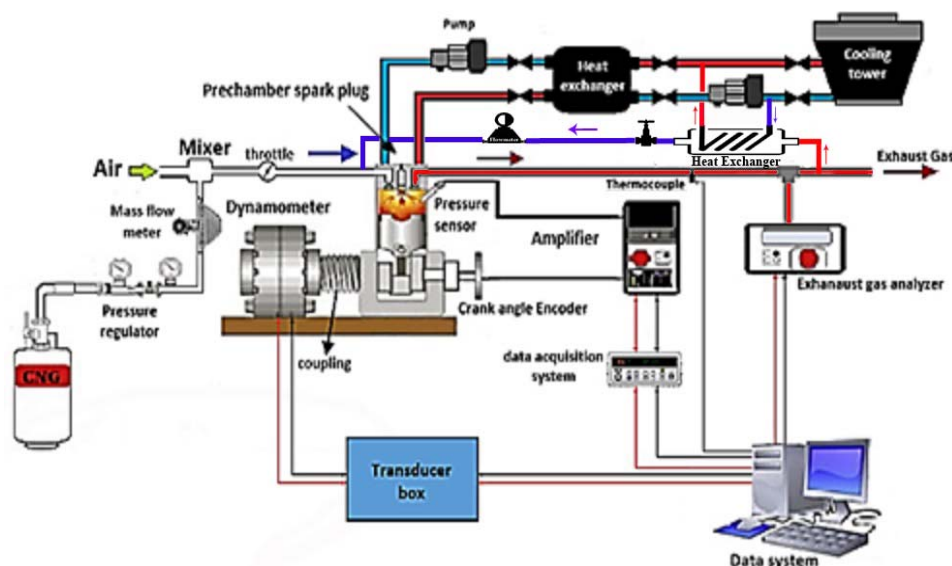 Pump
Heat
exchanger
Cooling
tower
Prechamber spark plug
Flowmeter
Heat Exchanger
Mixer
throttle
Air
Exhaust Gas
Thermocouple
Mass flow
meter
Dynamometer
Pressure
sensor
Amplifier
Exhanaust gas analyzer
Pressure
regulator
Crank angle Encoder
coupling
data acquisition
system
CNG
Transducer
box
Data system